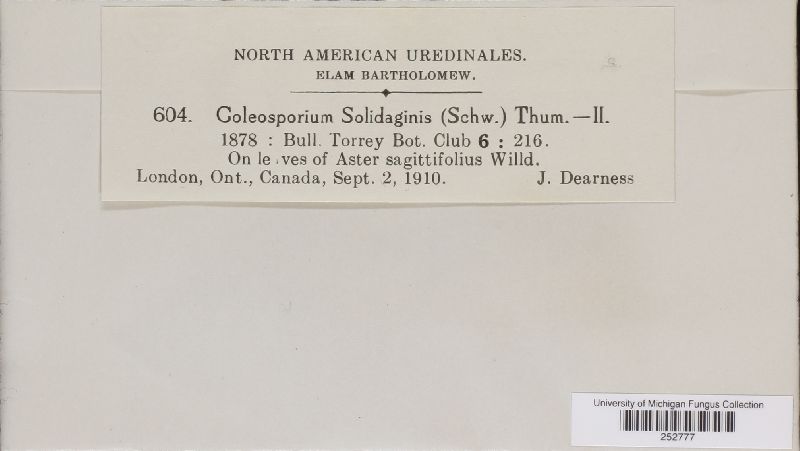 NORTH AMERICAN UREDINALES.
ELAM BARTHOLOMEW.
604. Coleosporium Solidaginis (Schw.) Thum.—II.
1878 : Bull. Torrey Bot. Club 6 : 216.
On le ves of Aster sagittifolius Willd.
London, Ont., Canada, Sept. 2, 1910. J. Dearness
University of Michigan Fungus Collection
252777